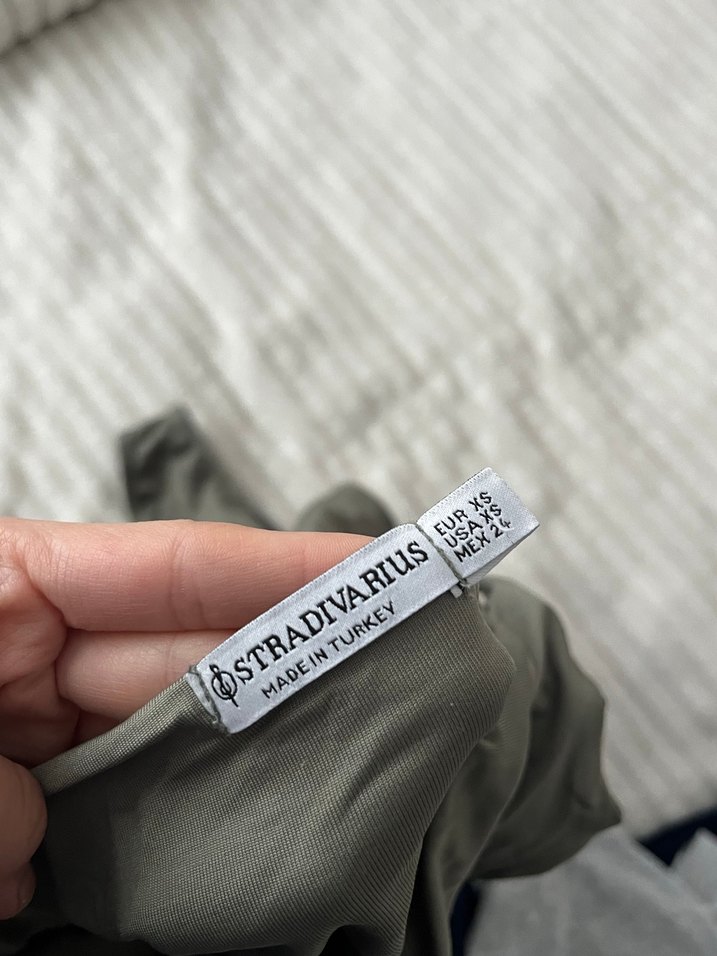 STRADIVARIUS
MADE IN TURKEY
EUR XS
USA XS
MEX 24